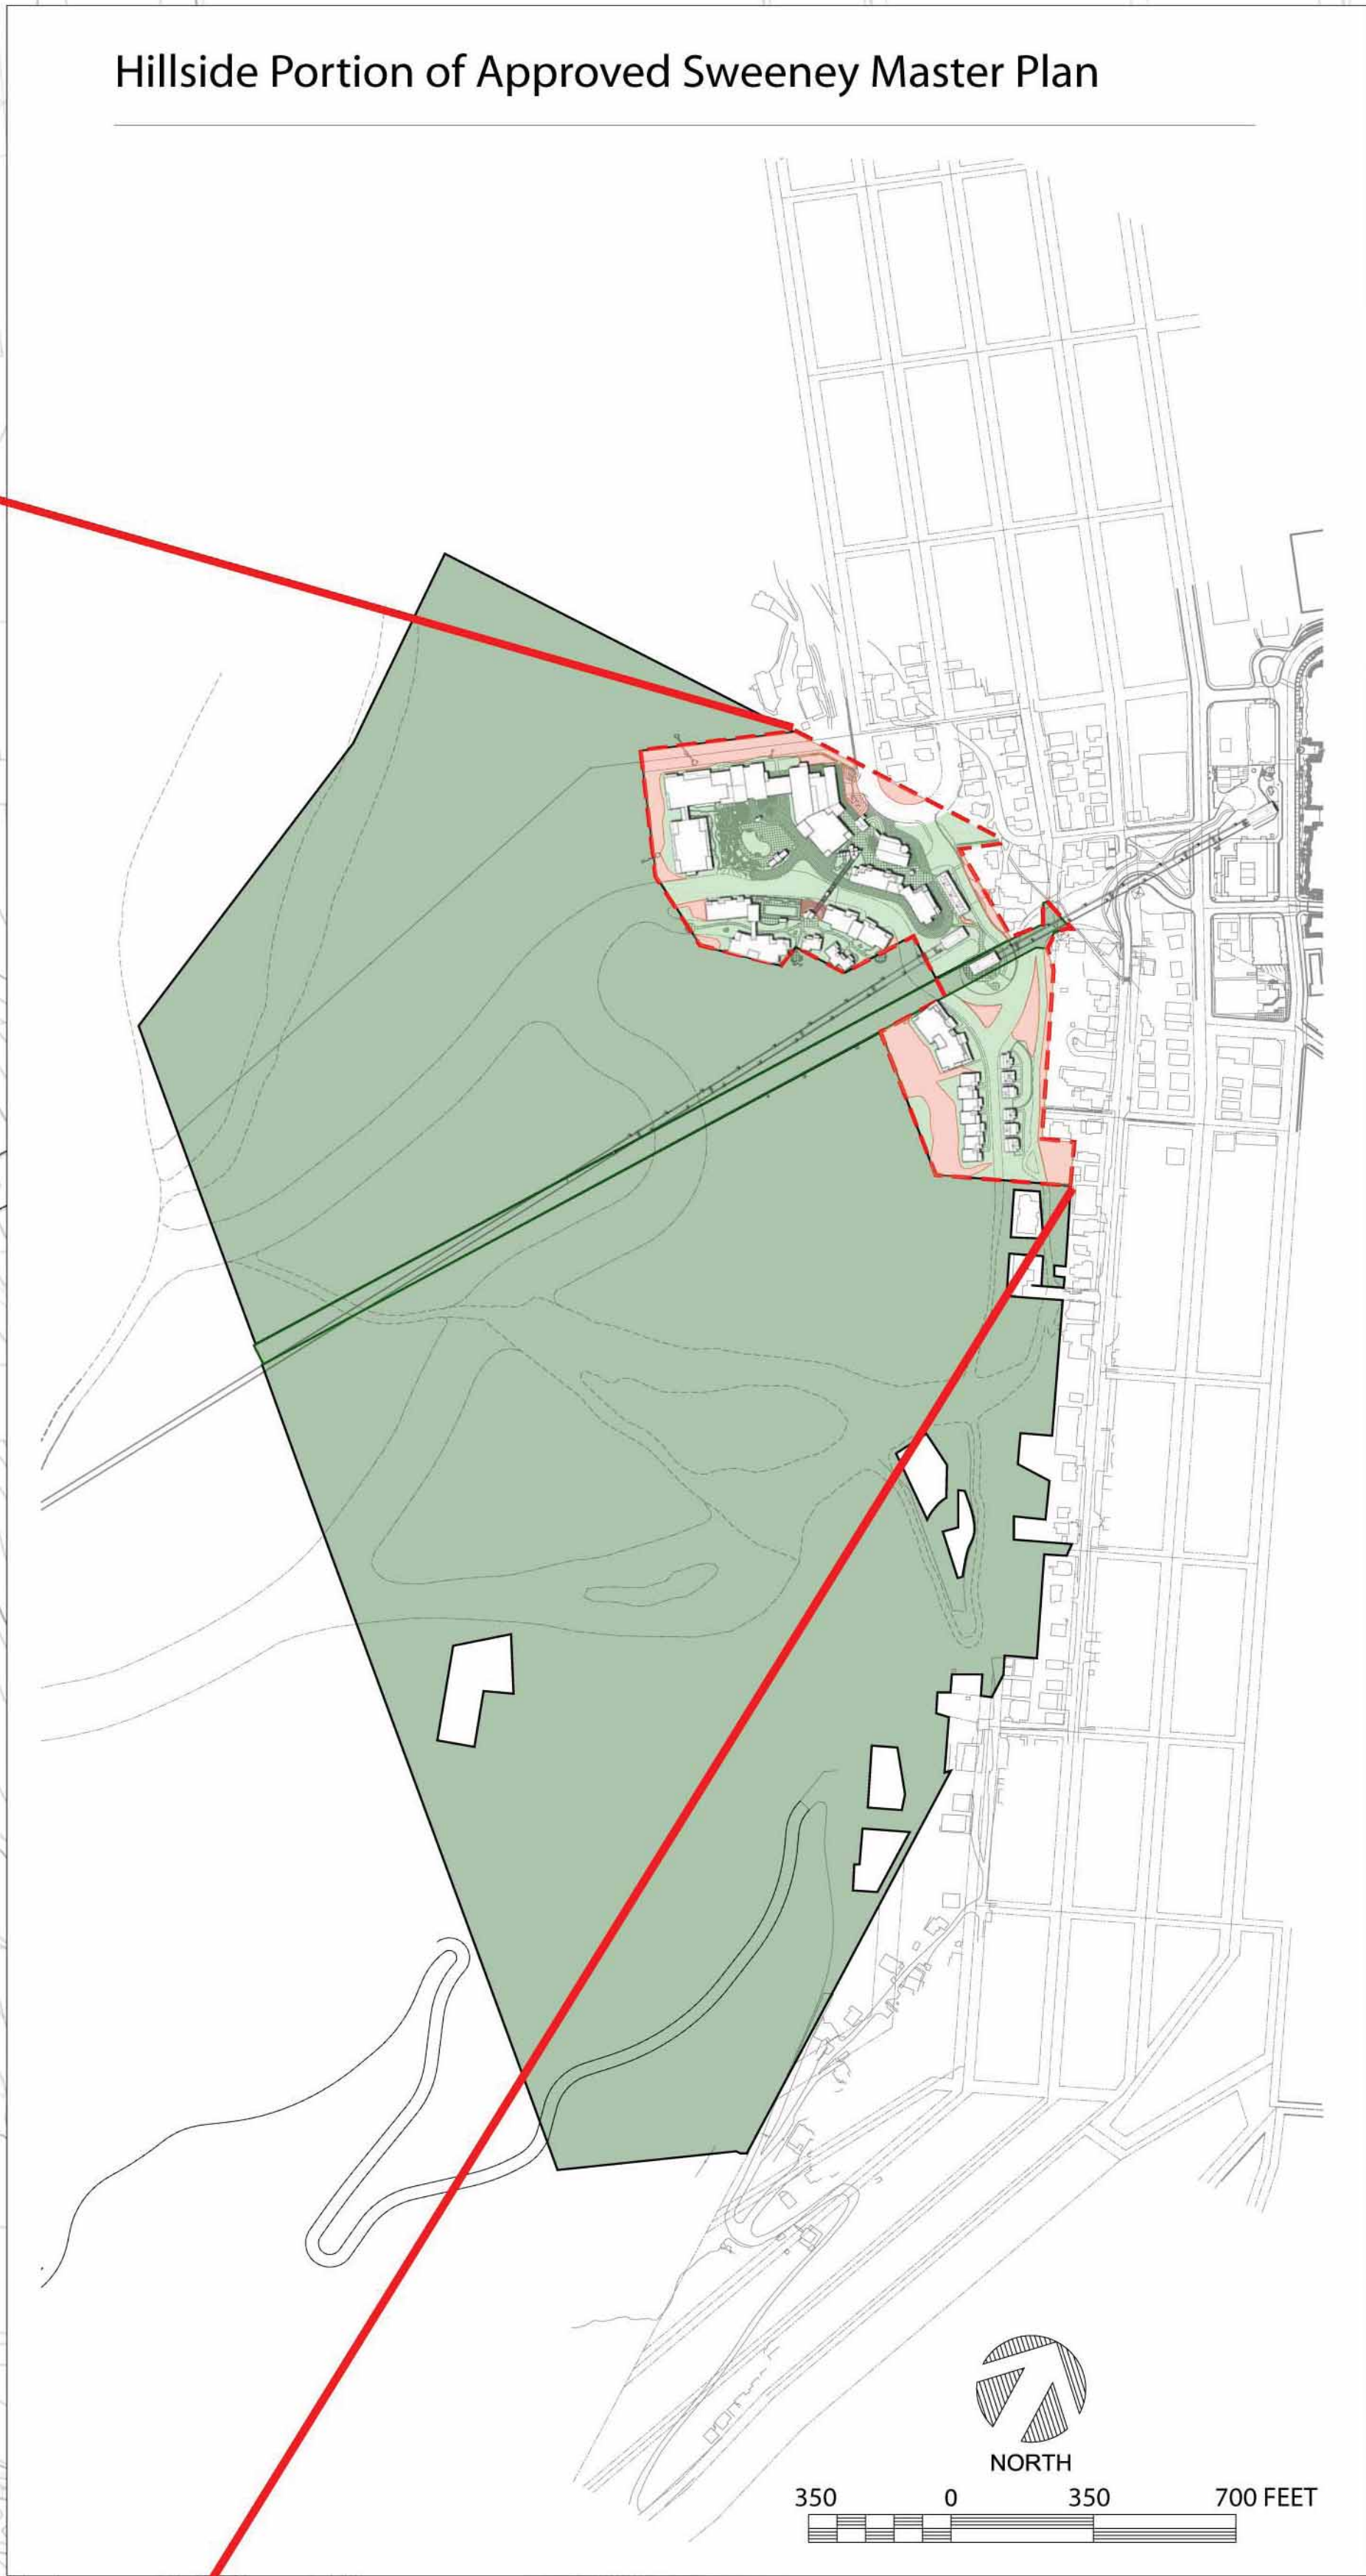 Hillside Portion of Approved Sweeney Master Plan
NORTH
350 0 350 700 FEET